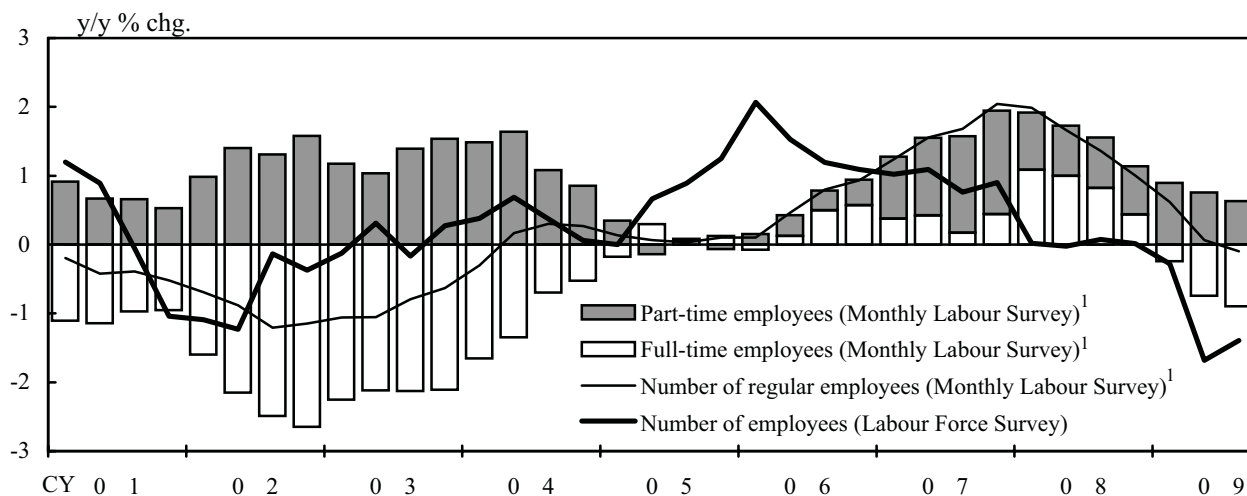 y/y % chg.
3
2
1
0
-1
-2
-3
Part-time employees (Monthly Labour Survey)1
Full-time employees (Monthly Labour Survey)1
Number of regular employees (Monthly Labour Survey)1
Number of employees (Labour Force Survey)
CY 0 1 0 2 0 3 0 4 0 5 0 6 0 7 0 8 0 9